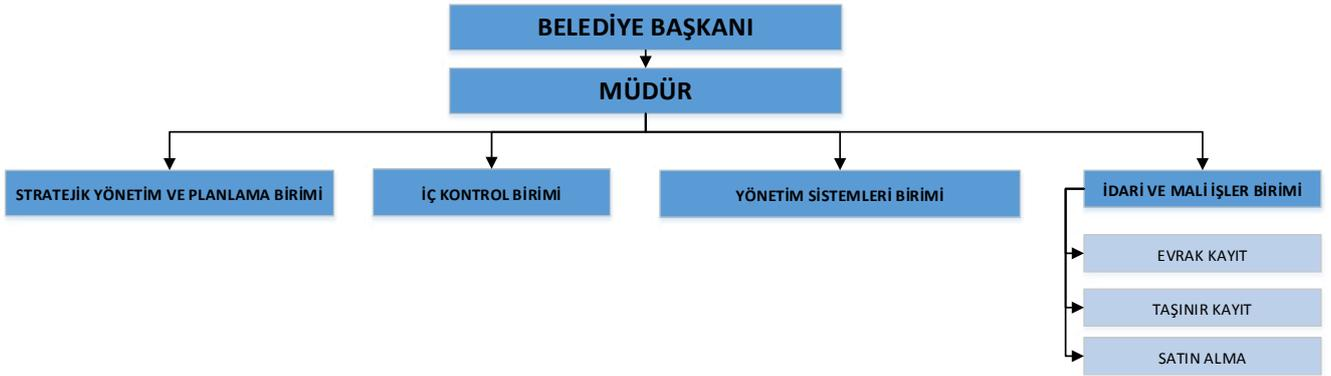 BELEDİYE BAŞKANI
MÜDÜR
STRATEJİK YÖNETİM VE PLANLAMA BİRİMİ
İÇ KONTROL BİRİMİ
YÖNETİM SİSTEMLERİ BİRİMİ
İDARİ VE MALİ İŞLER BİRİMİ
EVRAK KAYIT
TAŞINIR KAYIT
SATIN ALMA